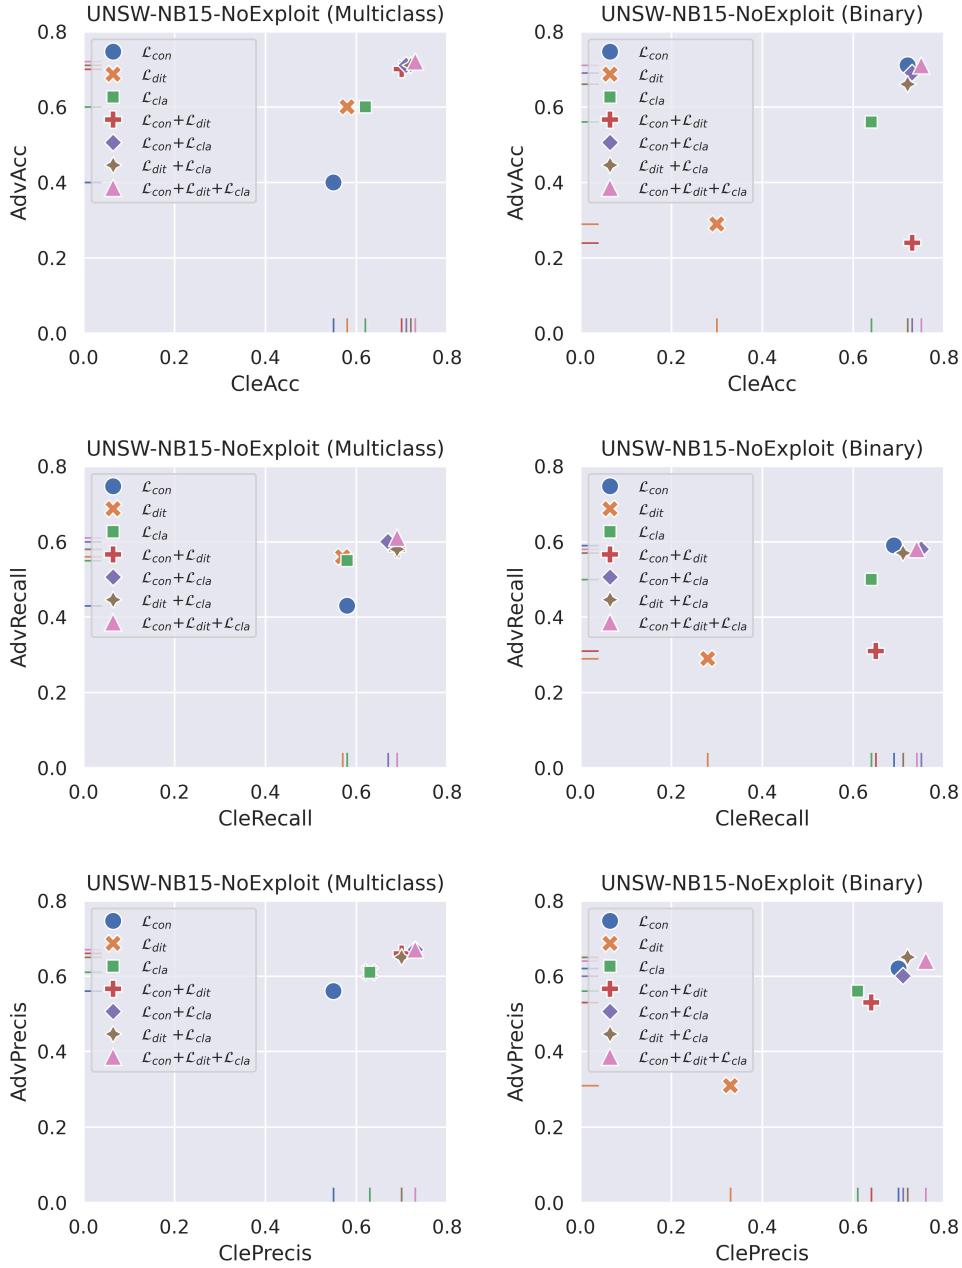 UNSW-NB15-NoExploit (Multiclass)
0.8
0.6
0.4
0.2
0.0
AdvAcc
ℒcon
ℒdit
ℒcla
ℒcon+ℒdit
ℒcon+ℒcla
ℒdit +ℒcla
ℒcon+ℒdit+ℒcla
0.0 0.2 0.4 0.6 0.8
CleAcc
UNSW-NB15-NoExploit (Binary)
0.8
0.6
0.4
0.2
0.0
AdvAcc
ℒcon
ℒdit
ℒcla
ℒcon+ℒdit
ℒcon+ℒcla
ℒdit +ℒcla
ℒcon+ℒdit+ℒcla
0.0 0.2 0.4 0.6 0.8
CleAcc
UNSW-NB15-NoExploit (Multiclass)
0.8
0.6
0.4
0.2
0.0
AdvRecall
ℒcon
ℒdit
ℒcla
ℒcon+ℒdit
ℒcon+ℒcla
ℒdit +ℒcla
ℒcon+ℒdit+ℒcla
0.0 0.2 0.4 0.6 0.8
CleRecall
UNSW-NB15-NoExploit (Binary)
0.8
0.6
0.4
0.2
0.0
AdvRecall
ℒcon
ℒdit
ℒcla
ℒcon+ℒdit
ℒcon+ℒcla
ℒdit +ℒcla
ℒcon+ℒdit+ℒcla
0.0 0.2 0.4 0.6 0.8
CleRecall
UNSW-NB15-NoExploit (Multiclass)
0.8
0.6
0.4
0.2
0.0
AdvPrecis
ℒcon
ℒdit
ℒcla
ℒcon+ℒdit
ℒcon+ℒcla
ℒdit +ℒcla
ℒcon+ℒdit+ℒcla
0.0 0.2 0.4 0.6 0.8
ClePrecis
UNSW-NB15-NoExploit (Binary)
0.8
0.6
0.4
0.2
0.0
AdvPrecis
ℒcon
ℒdit
ℒcla
ℒcon+ℒdit
ℒcon+ℒcla
ℒdit +ℒcla
ℒcon+ℒdit+ℒcla
0.0 0.2 0.4 0.6 0.8
ClePrecis